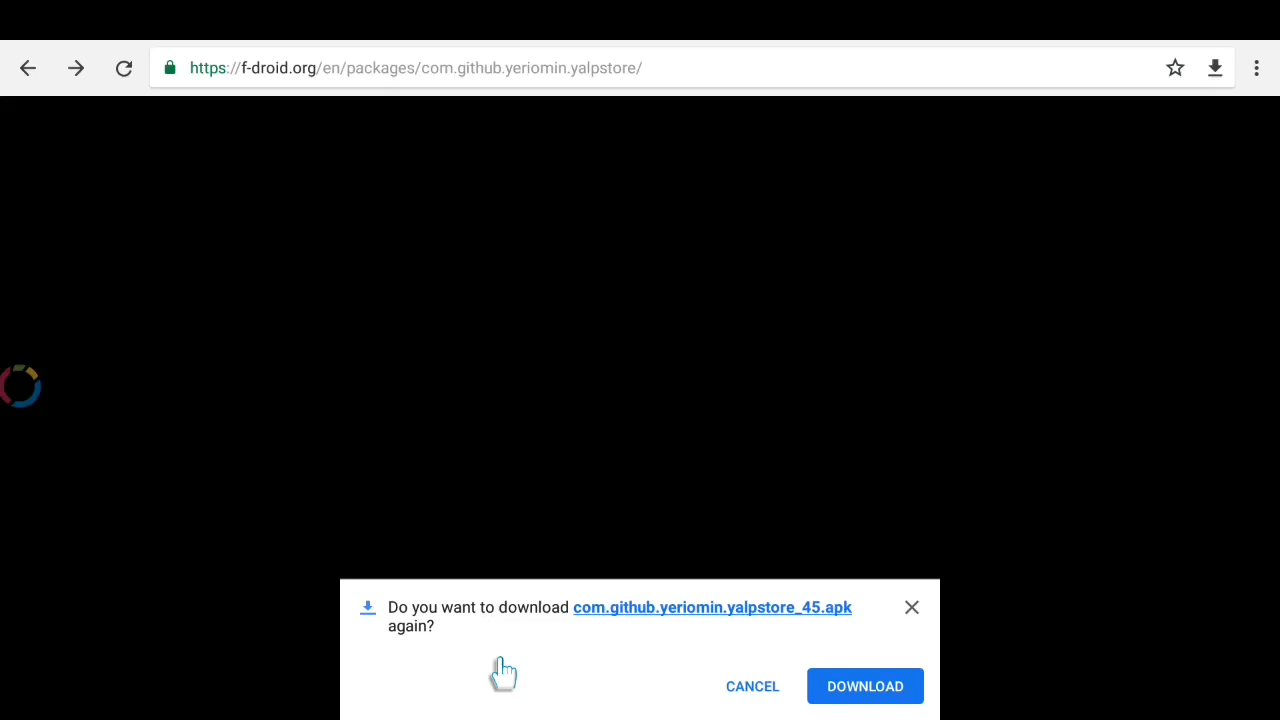 https://f-droid.org/en/packages/com.github.yeriomin.yalpstore/
Do you want to download com.github.yeriomin.yalpstore_45.apk
again?
CANCEL
DOWNLOAD